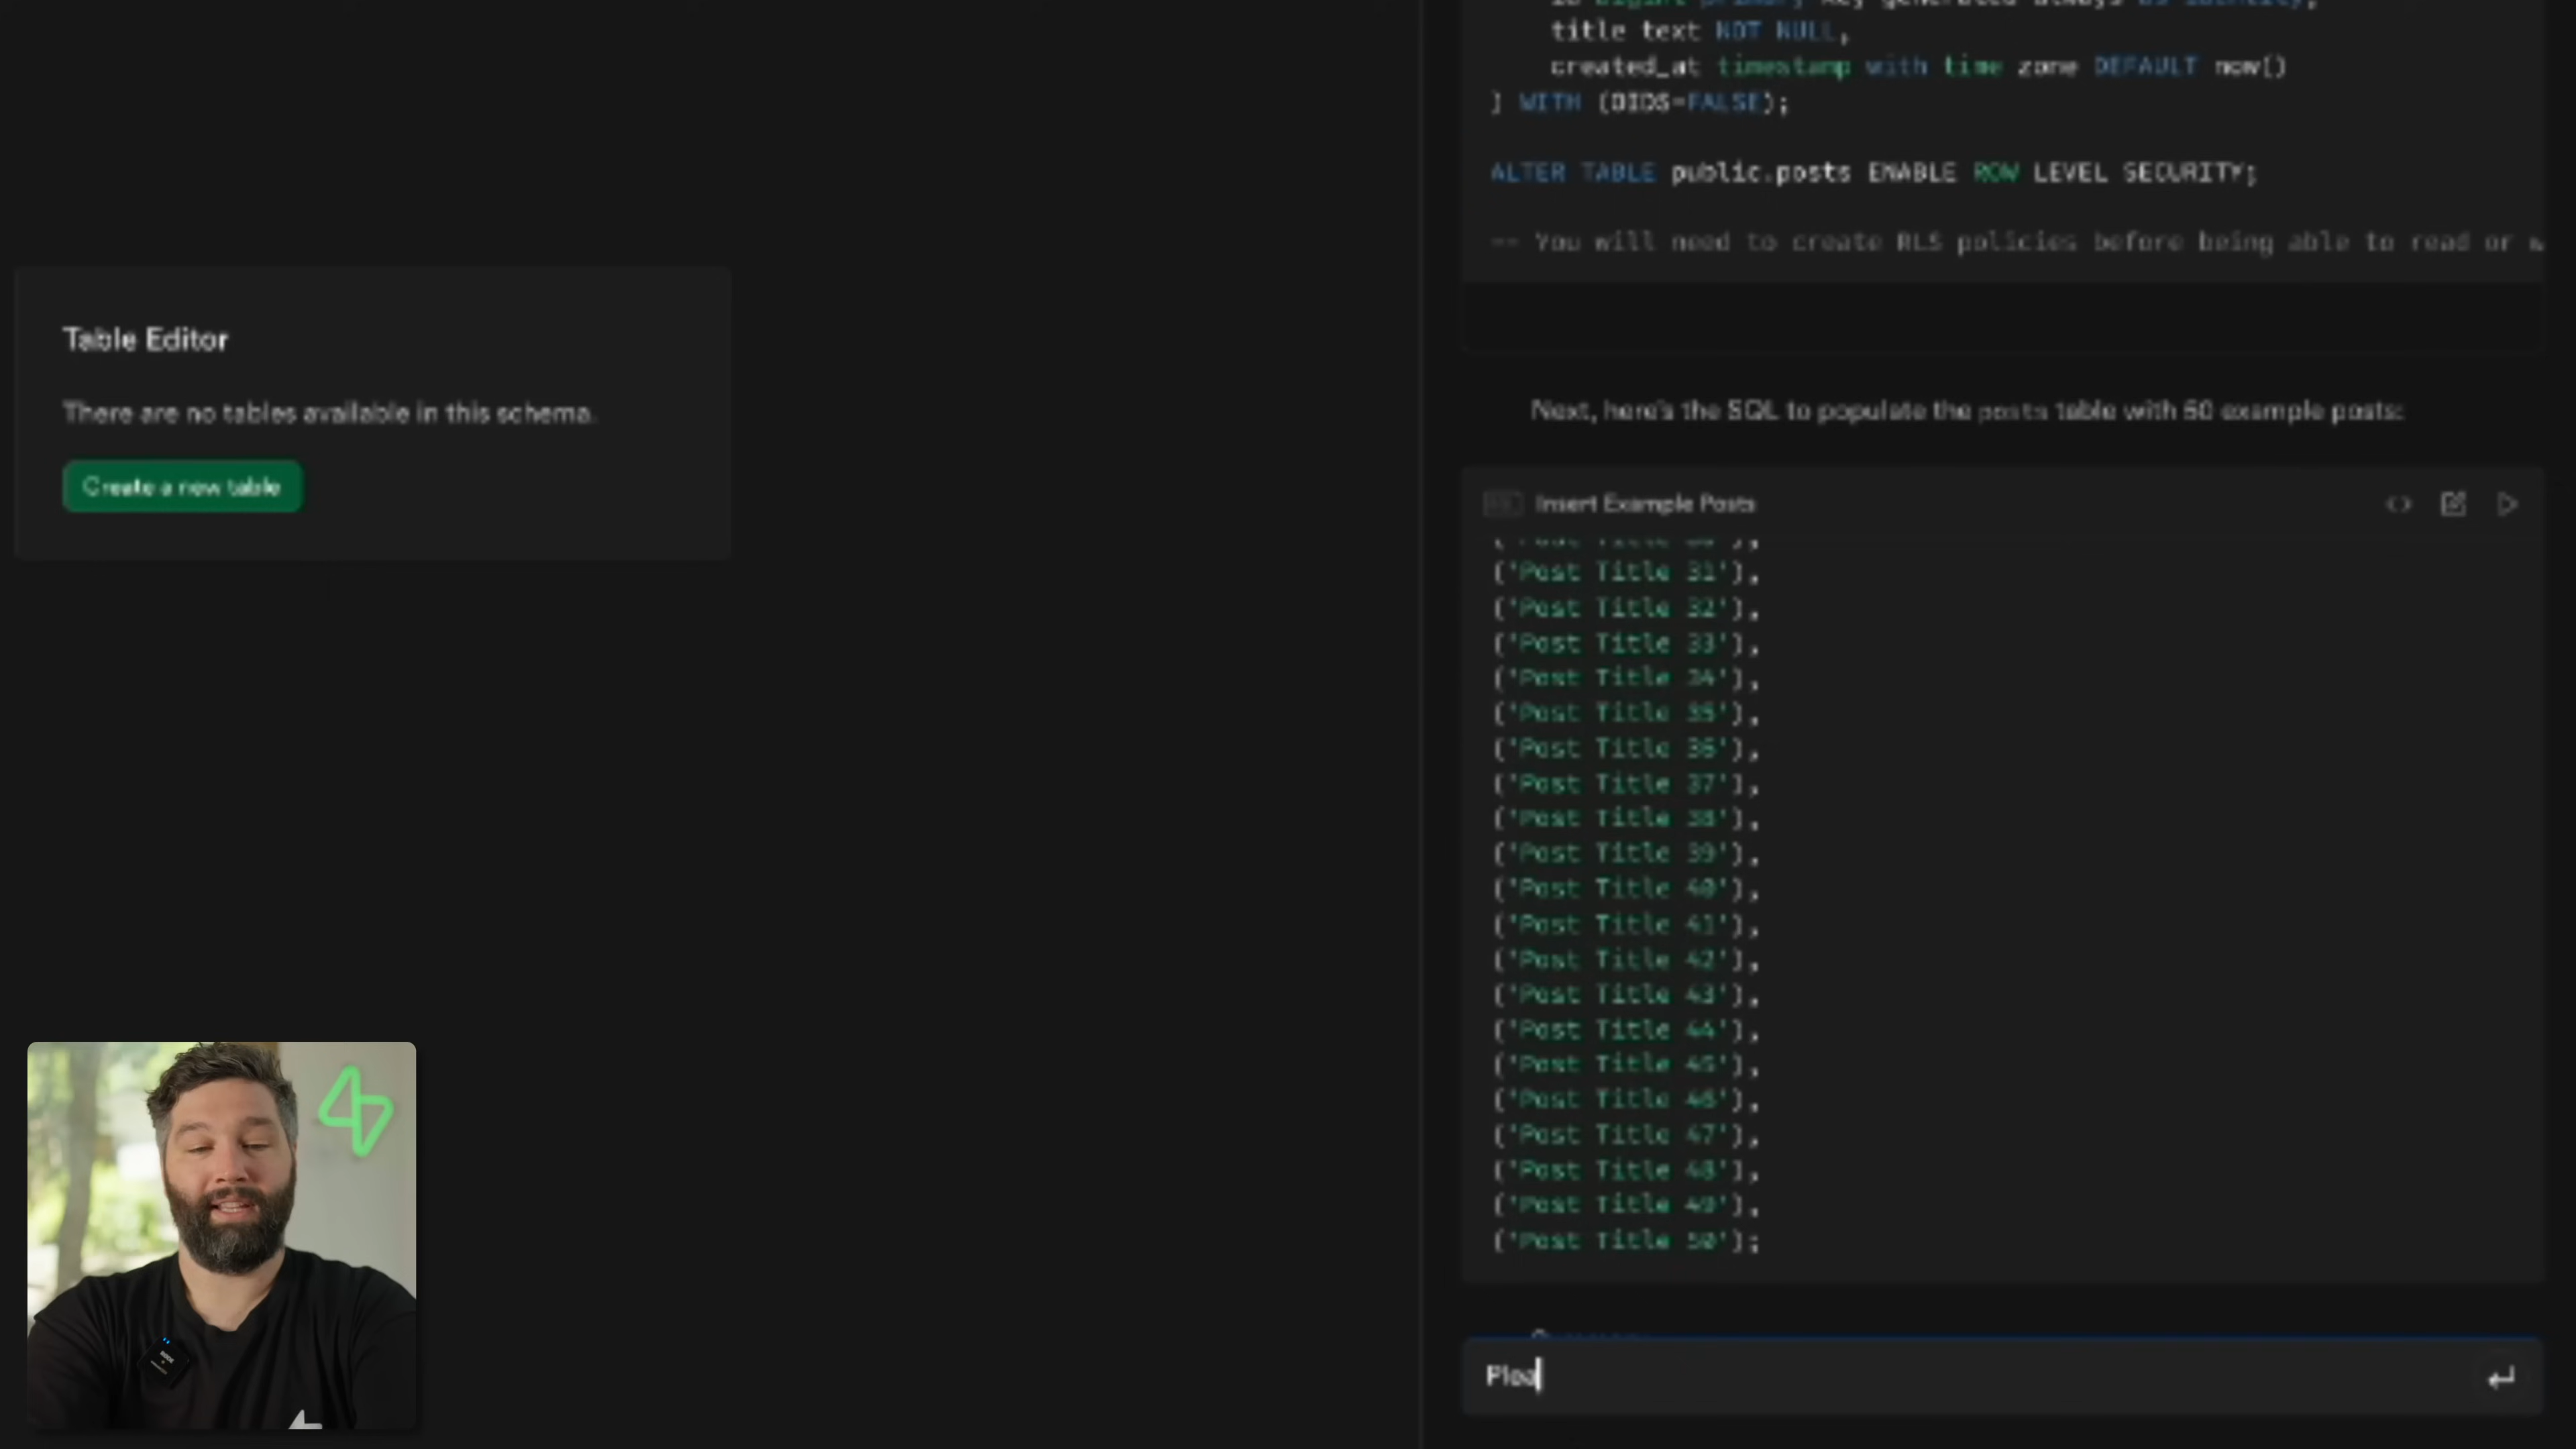 Table Editor
There are no tables available in this schema.
Create a new table
title text NOT NULL,
created_at timestamp with time zone DEFAULT now()
) WITH (OIDS=FALSE);
ALTER TABLE public.posts ENABLE ROW LEVEL SECURITY;
-- You will need to create RLS policies before being able to read or w
Next, here's the SQL to populate the posts table with 50 example posts:
Insert Example Posts
('Post Title 31'),
('Post Title 32'),
('Post Title 33'),
('Post Title 34'),
('Post Title 35'),
('Post Title 36'),
('Post Title 37'),
('Post Title 38'),
('Post Title 39'),
('Post Title 40'),
('Post Title 41'),
('Post Title 42'),
('Post Title 43'),
('Post Title 44'),
('Post Title 45'),
('Post Title 46'),
('Post Title 47'),
('Post Title 48'),
('Post Title 49'),
('Post Title 50');
Plea